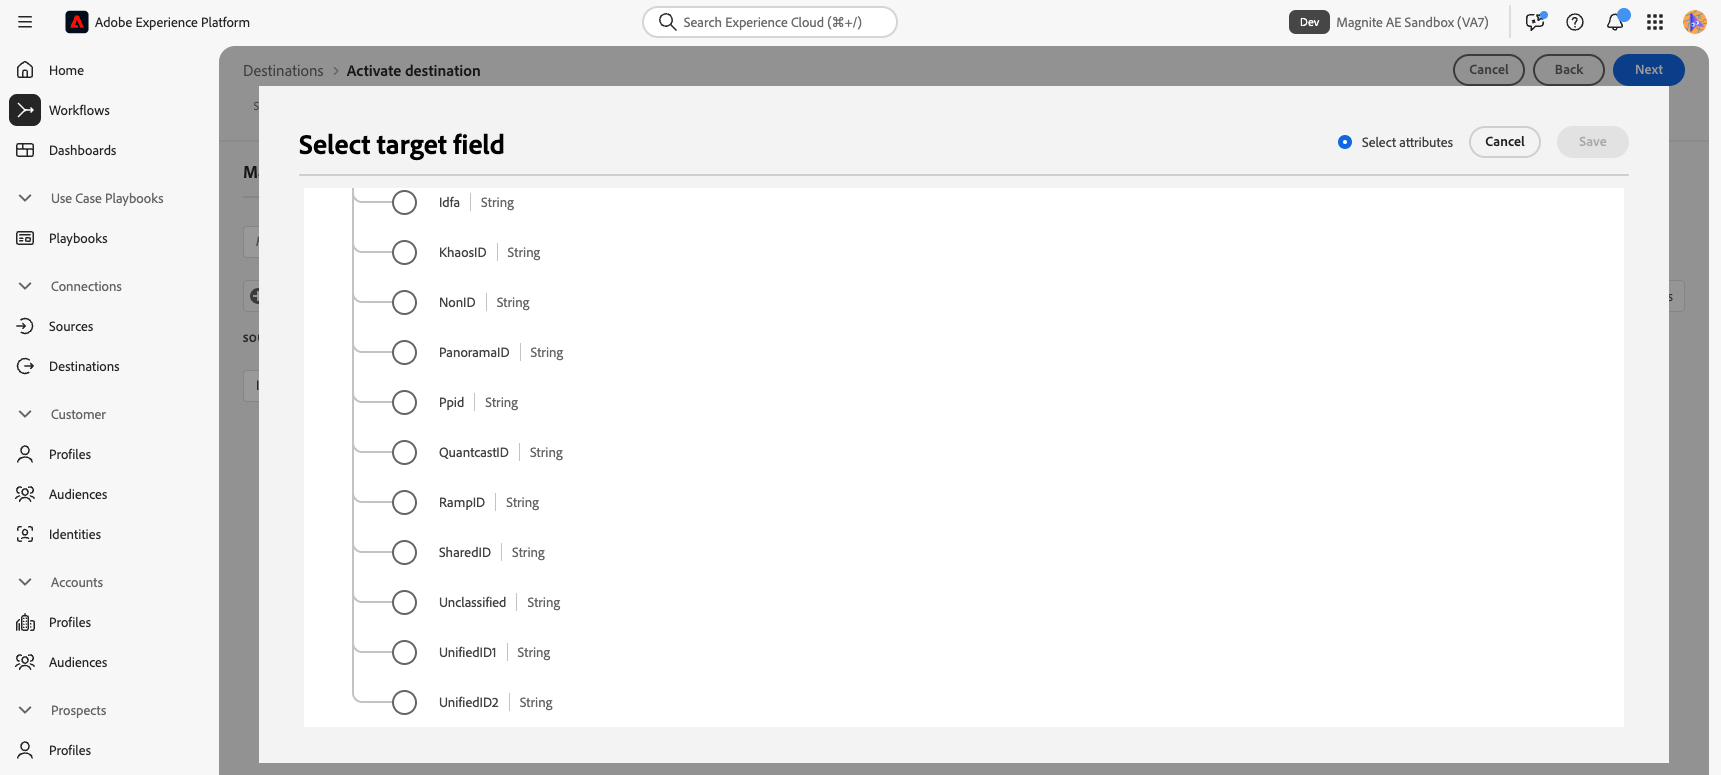 Adobe Experience Platform
Search Experience Cloud (⌘+/)
Dev
Magnite AE Sandbox (VA7)
Home
Workflows
Dashboards
Use Case Playbooks
Playbooks
Connections
Sources
Destinations
Customer
Profiles
Audiences
Identities
Accounts
Profiles
Audiences
Prospects
Profiles
Destinations > Activate destination
Cancel
Back
Next
Select target field
Select attributes
Cancel
Save
Idfa | String
KhaosID | String
NonID | String
PanoramaID | String
Ppid | String
QuantcastID | String
RampID | String
SharedID | String
Unclassified | String
UnifiedID1 | String
UnifiedID2 | String